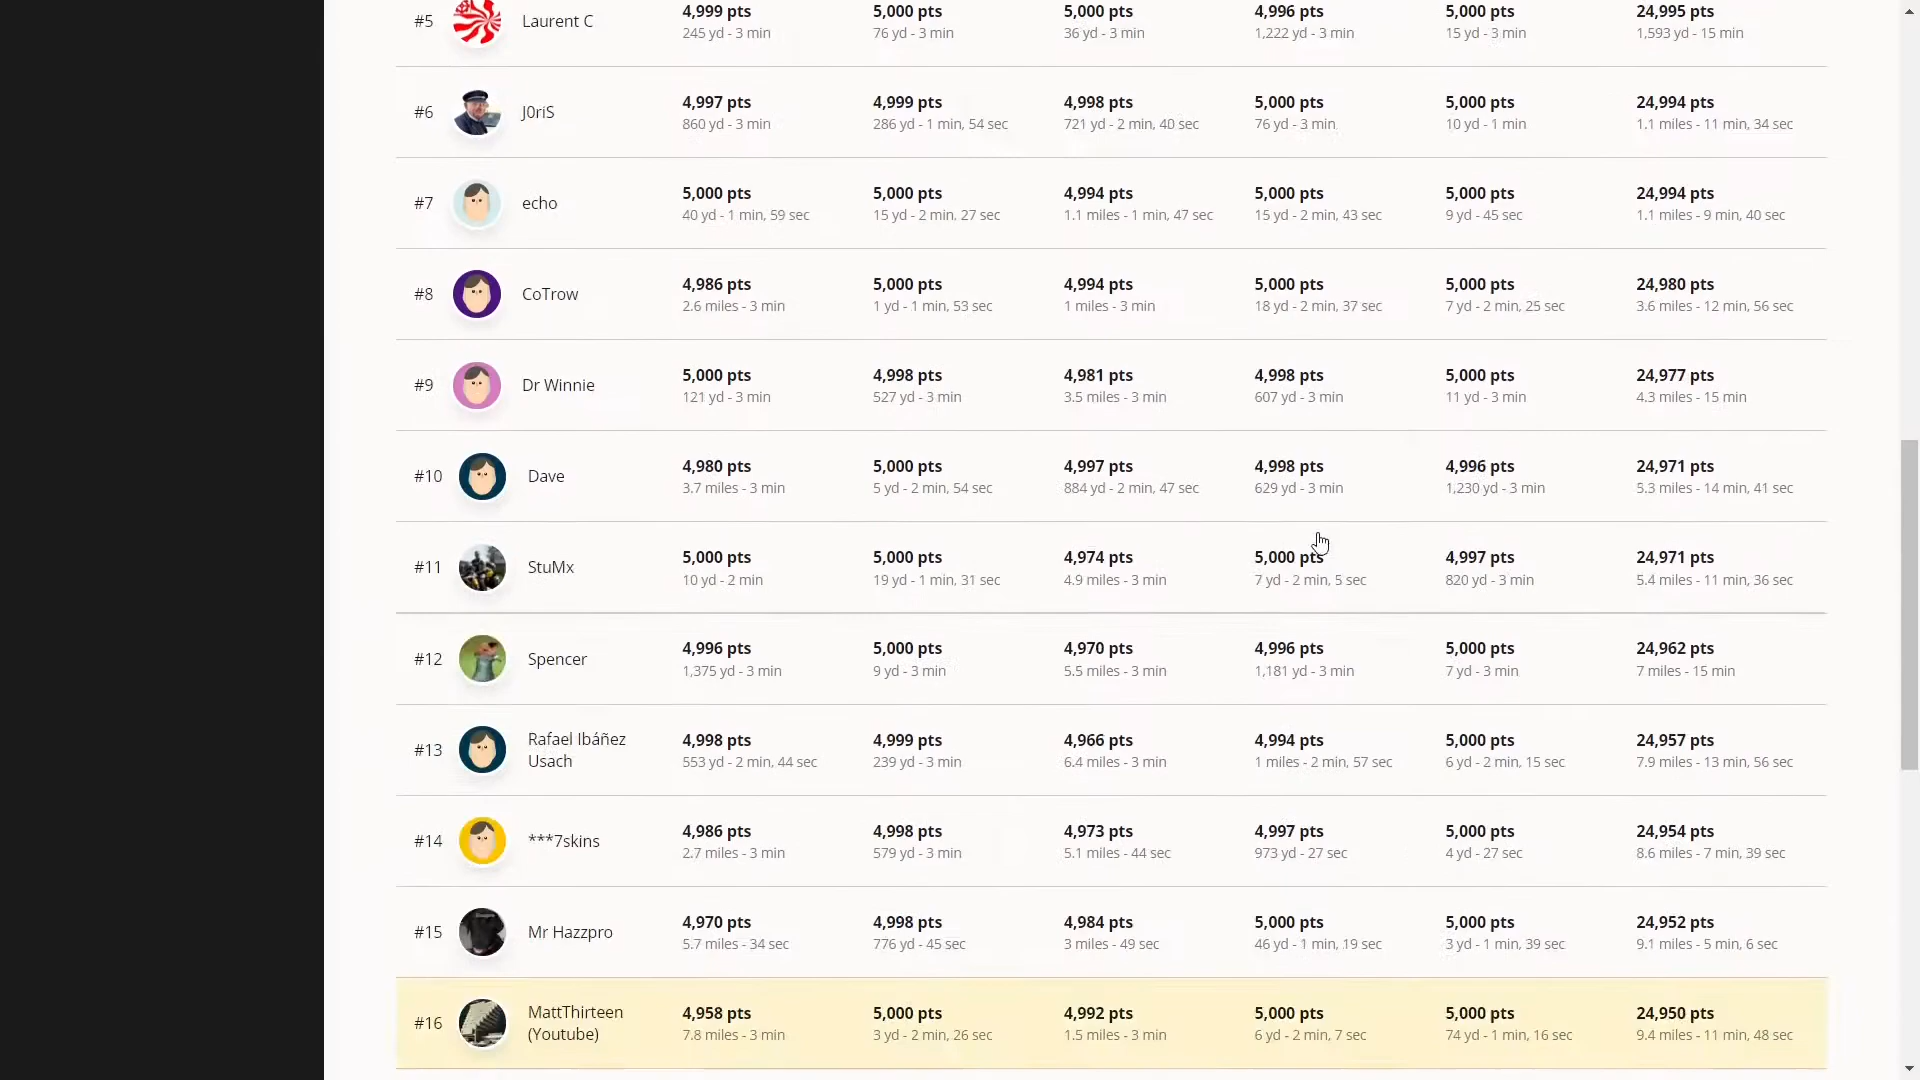 #5 Laurent C 4,999 pts 5,000 pts 5,000 pts 4,996 pts 5,000 pts 24,995 pts
245 yd - 3 min 76 yd - 3 min 36 yd - 3 min 1,222 yd - 3 min 15 yd - 3 min 1,593 yd - 15 min
#6 J0riS 4,997 pts 4,999 pts 4,998 pts 5,000 pts 5,000 pts 24,994 pts
860 yd - 3 min 286 yd - 1 min, 54 sec 721 yd - 2 min, 40 sec 76 yd - 3 min 10 yd - 1 min 1.1 miles - 11 min, 34 sec
#7 echo 5,000 pts 5,000 pts 4,994 pts 5,000 pts 5,000 pts 24,994 pts
40 yd - 1 min, 59 sec 15 yd - 2 min, 27 sec 1.1 miles - 1 min, 47 sec 15 yd - 2 min, 43 sec 9 yd - 45 sec 1.1 miles - 9 min, 40 sec
#8 CoTrow 4,986 pts 5,000 pts 4,994 pts 5,000 pts 5,000 pts 24,980 pts
2.6 miles - 3 min 1 yd - 1 min, 53 sec 1 miles - 3 min 18 yd - 2 min, 37 sec 7 yd - 2 min, 25 sec 3.6 miles - 12 min, 56 sec
#9 Dr Winnie 5,000 pts 4,998 pts 4,981 pts 4,998 pts 5,000 pts 24,977 pts
121 yd - 3 min 527 yd - 3 min 3.5 miles - 3 min 607 yd - 3 min 11 yd - 3 min 4.3 miles - 15 min
#10 Dave 4,980 pts 5,000 pts 4,997 pts 4,998 pts 4,996 pts 24,971 pts
3.7 miles - 3 min 5 yd - 2 min, 54 sec 884 yd - 2 min, 47 sec 629 yd - 3 min 1,230 yd - 3 min 5.3 miles - 14 min, 41 sec
#11 StuMx 5,000 pts 5,000 pts 4,974 pts 5,000 pts 4,997 pts 24,971 pts
10 yd - 2 min 19 yd - 1 min, 31 sec 4.9 miles - 3 min 7 yd - 2 min, 5 sec 820 yd - 3 min 5.4 miles - 11 min, 36 sec
#12 Spencer 4,996 pts 5,000 pts 4,970 pts 4,996 pts 5,000 pts 24,962 pts
1,375 yd - 3 min 9 yd - 3 min 5.5 miles - 3 min 1,181 yd - 3 min 7 yd - 3 min 7 miles - 15 min
#13 Rafael Ibáñez Usach 4,998 pts 4,999 pts 4,966 pts 4,994 pts 5,000 pts 24,957 pts
553 yd - 2 min, 44 sec 239 yd - 3 min 6.4 miles - 3 min 1 miles - 2 min, 57 sec 6 yd - 2 min, 15 sec 7.9 miles - 13 min, 56 sec
#14 ***7skins 4,986 pts 4,998 pts 4,973 pts 4,997 pts 5,000 pts 24,954 pts
2.7 miles - 3 min 579 yd - 3 min 5.1 miles - 44 sec 973 yd - 27 sec 4 yd - 27 sec 8.6 miles - 7 min, 39 sec
#15 Mr Hazzpro 4,970 pts 4,998 pts 4,984 pts 5,000 pts 5,000 pts 24,952 pts
5.7 miles - 34 sec 776 yd - 45 sec 3 miles - 49 sec 46 yd - 1 min, 19 sec 3 yd - 1 min, 39 sec 9.1 miles - 5 min, 6 sec
#16 MattThirteen (Youtube) 4,958 pts 5,000 pts 4,992 pts 5,000 pts 5,000 pts 24,950 pts
7.8 miles - 3 min 3 yd - 2 min, 26 sec 1.5 miles - 3 min 6 yd - 2 min, 7 sec 74 yd - 1 min, 16 sec 9.4 miles - 11 min, 48 sec